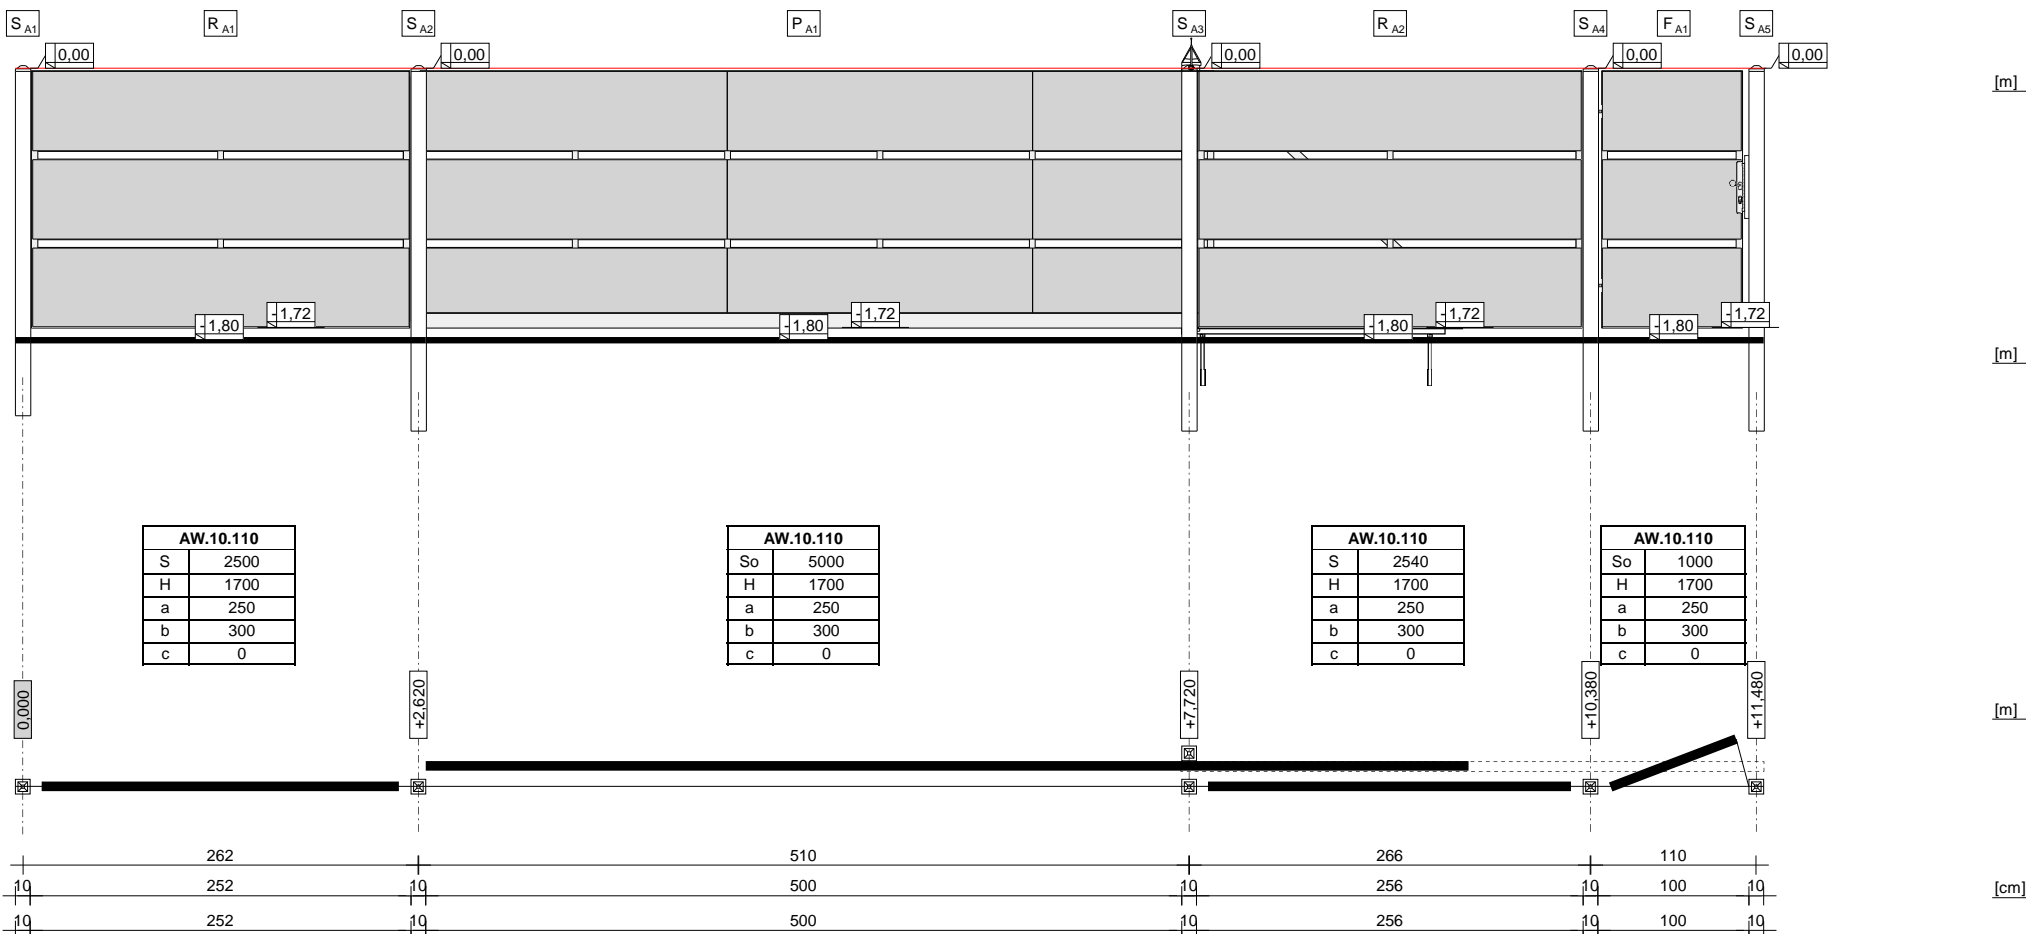 S A1 R A1 S A2 P A1 S A3 R A2 S A4 F A1 S A5
0,00 0,00 0,00 0,00 0,00
[m]
-1,72 -1,72 -1,72 -1,72
-1,80 -1,80 -1,80 -1,80
[m]
AW.10.110 AW.10.110 AW.10.110 AW.10.110
S 2500 So 5000 S 2540 So 1000
H 1700 H 1700 H 1700 H 1700
a 250 a 250 a 250 a 250
b 300 b 300 b 300 b 300
c 0 c 0 c 0 c 0
0,000 +2,620 +7,720 +10,380 +11,480
[m]
262 510 266 110
10 252 10 500 10 256 10 100 10
[cm]
10 252 10 500 10 256 10 100 10